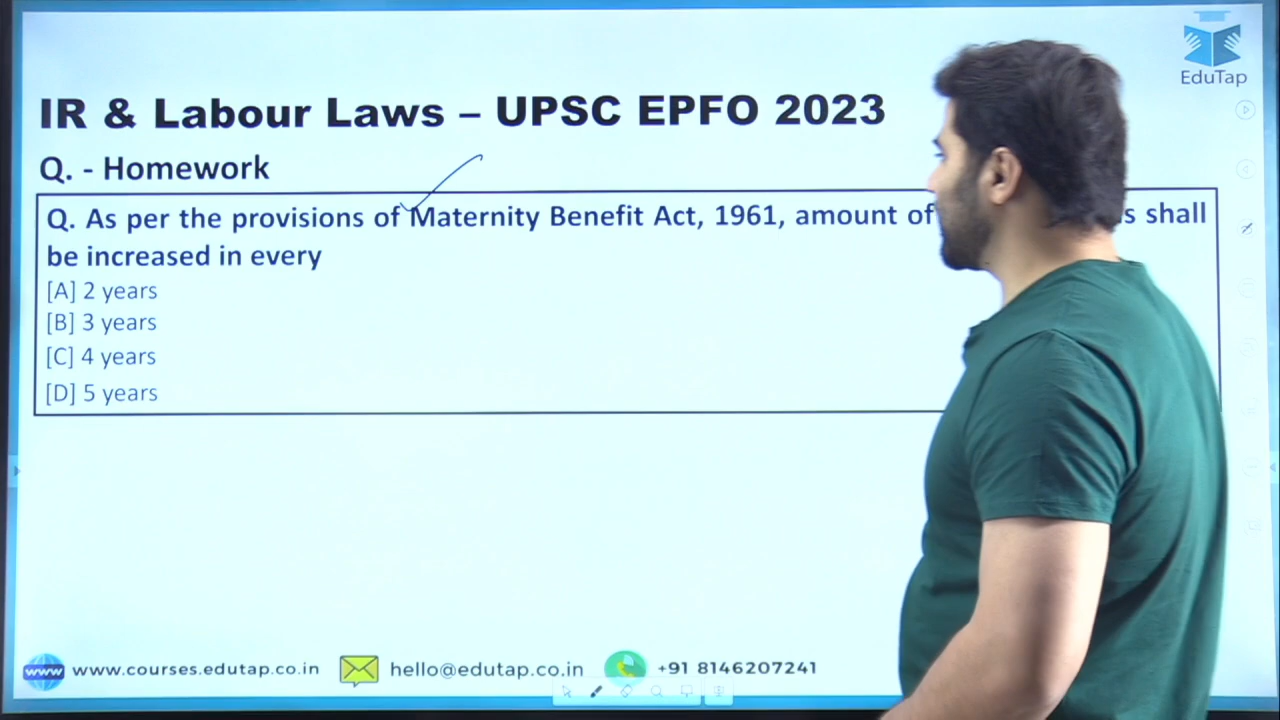 EduTap
IR & Labour Laws – UPSC EPFO 2023
Q. - Homework
Q. As per the provisions of Maternity Benefit Act, 1961, amount of shall
be increased in every
[A] 2 years
[B] 3 years
[C] 4 years
[D] 5 years
www www.courses.edutap.co.in hello@edutap.co.in +91 8146207241